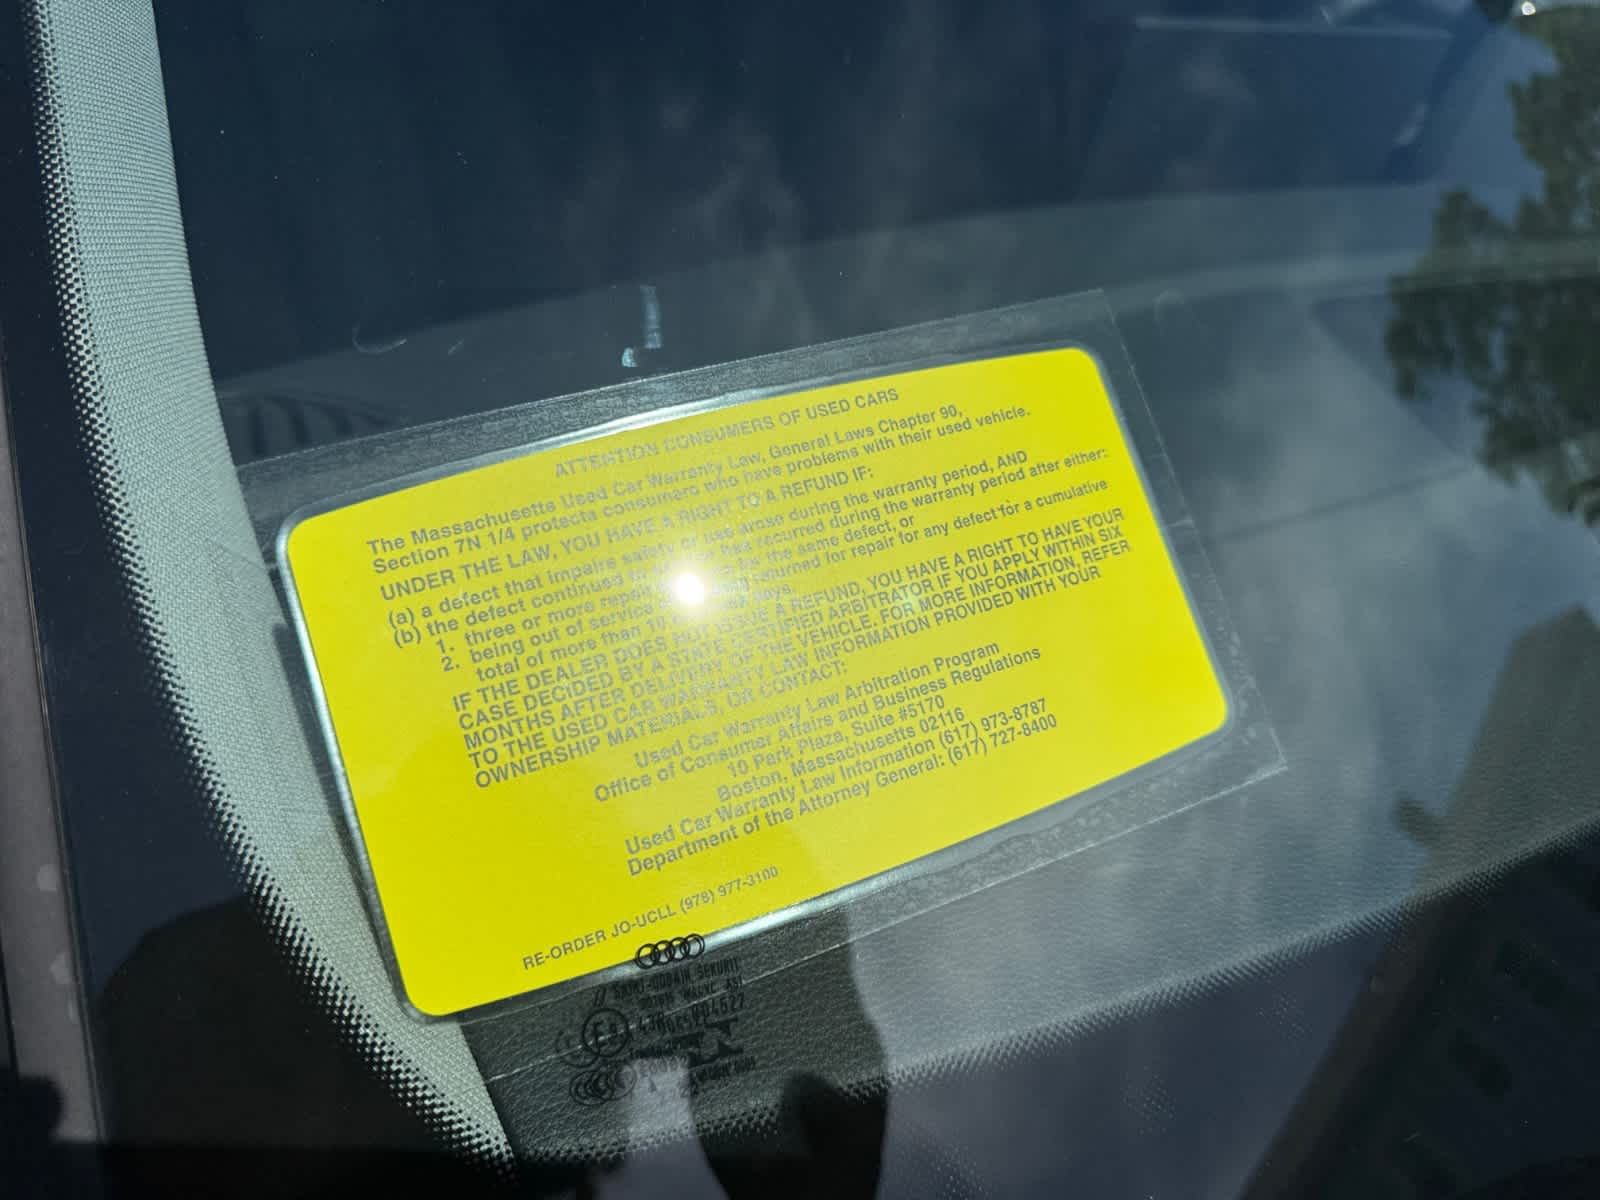 ATTENTION CONSUMERS OF USED CARS
The Massachusetts Used Car Warranty Law, General Laws Chapter 90,
Section 7N 1/4 protects consumers who have problems with their used vehicle.
UNDER THE LAW, YOU HAVE A RIGHT TO A REFUND IF:
(a) a defect that impairs safety or use arose during the warranty period, AND
(b) the defect continued to has recurred during the warranty period after either:
1. three or more repair the same defect, or
2. being out of service returned for repair for any defect for a cumulative
total of more than 10 days.
IF THE DEALER DOES NOT ISSUE A REFUND, YOU HAVE A RIGHT TO HAVE YOUR
CASE DECIDED BY A STATE CERTIFIED ARBITRATOR IF YOU APPLY WITHIN SIX
MONTHS AFTER DELIVERY OF THE VEHICLE. FOR MORE INFORMATION, REFER
TO THE USED CAR WARRANTY LAW INFORMATION PROVIDED WITH YOUR
OWNERSHIP MATERIALS, OR CONTACT:
Used Car Warranty Law Arbitration Program
Office of Consumer Affairs and Business Regulations
10 Park Plaza, Suite #5170
Boston, Massachusetts 02116
Used Car Warranty Law Information (617) 973-8787
Department of the Attorney General: (617) 727-8400
RE-ORDER JO-UCLL (978) 977-3100
SAINT-GOBAIN SEKURIT